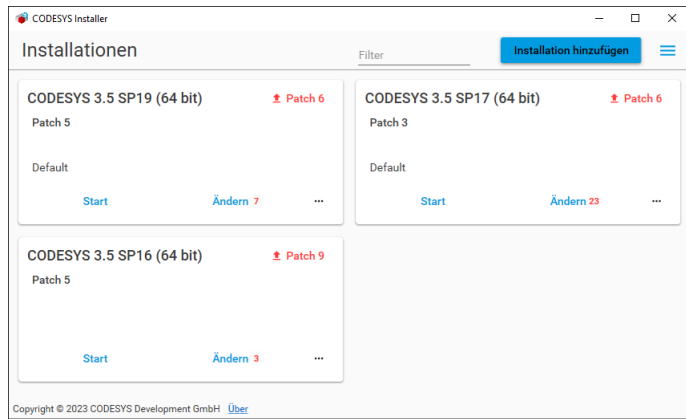 CODESYS Installer
Installationen
Filter
Installation hinzufügen
CODESYS 3.5 SP19 (64 bit)
Patch 6
Patch 5
Default
Start
Ändern 7
...
CODESYS 3.5 SP17 (64 bit)
Patch 6
Patch 3
Default
Start
Ändern 23
...
CODESYS 3.5 SP16 (64 bit)
Patch 9
Patch 5
Start
Ändern 3
...
Copyright © 2023 CODESYS Development GmbH Über